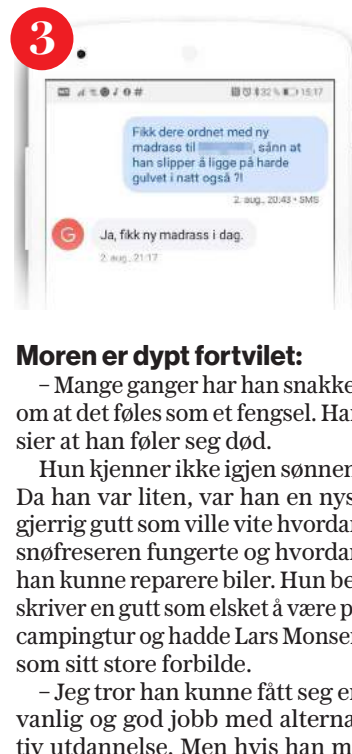 3
32 % 15:17
Fikk dere ordnet med ny
madrass til , sånn at
han slipper å ligge på harde
gulvet i natt også ?!
2. aug., 20:43 • SMS
G
Ja, fikk ny madrass i dag.
2. aug., 21:17
Moren er dypt fortvilet:
– Mange ganger har han snakke
om at det føles som et fengsel. Han
sier at han føler seg død.
Hun kjenner ikke igjen sønnen
Da han var liten, var han en nys
gjerrig gutt som ville vite hvordan
snøfreseren fungerte og hvordan
han kunne reparere biler. Hun be
skriver en gutt som elsket å være p
campingtur og hadde Lars Monsen
som sitt store forbilde.
– Jeg tror han kunne fått seg en
vanlig og god jobb med alterna
tiv utdannelse. Men hvis han m